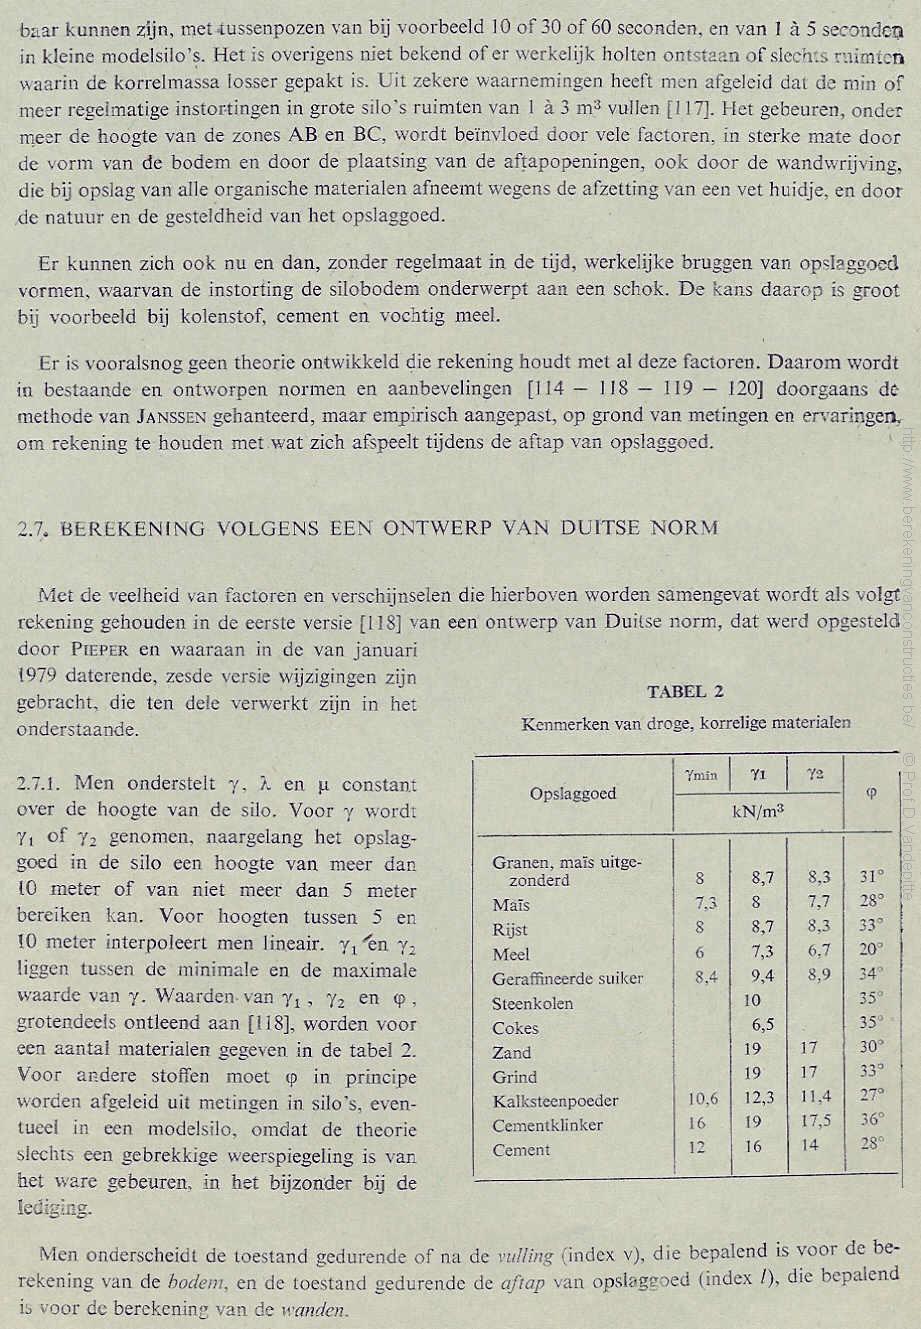 baar kunnen zijn, met tussenpozen van bij voorbeeld 10 of 30 of 60 seconden, en van 1 à 5 seconden
in kleine modelsilo's. Het is overigens niet bekend of er werkelijk holten ontstaan of slechts ruimten
waarin de korrelmassa losser gepakt is. Uit zekere waarnemingen heeft men afgeleid dat de min of
meer regelmatige instortingen in grote silo's ruimten van 1 à 3 m³ vullen [117]. Het gebeuren, onder
meer de hoogte van de zones AB en BC, wordt beïnvloed door vele factoren, in sterke mate door
de vorm van de bodem en door de plaatsing van de aftapopeningen, ook door de wandwrijving,
die bij opslag van alle organische materialen afneemt wegens de afzetting van een vet huidje, en door
de natuur en de gesteldheid van het opslaggoed.
Er kunnen zich ook nu en dan, zonder regelmaat in de tijd, werkelijke bruggen van opslaggoed
vormen, waarvan de instorting de silobodem onderwerpt aan een schok. De kans daarop is groot
bij voorbeeld bij kolenstof, cement en vochtig meel.
Er is vooralsnog geen theorie ontwikkeld die rekening houdt met al deze factoren. Daarom wordt
in bestaande en ontworpen normen en aanbevelingen [114 — 118 — 119 — 120] doorgaans de
methode van JANSSEN gehanteerd, maar empirisch aangepast, op grond van metingen en ervaringen,
om rekening te houden met wat zich afspeelt tijdens de aftap van opslaggoed.
2.7. BEREKENING VOLGENS EEN ONTWERP VAN DUITSE NORM
Met de veelheid van factoren en verschijnselen die hierboven worden samengevat wordt als volgt
rekening gehouden in de eerste versie [118] van een ontwerp van Duitse norm, dat werd opgesteld
door PIEPER en waaraan in de van januari
1979 daterende, zesde versie wijzigingen zijn
gebracht, die ten dele verwerkt zijn in het
onderstaande.
2.7.1. Men onderstelt γ, λ en μ constant
over de hoogte van de silo. Voor γ wordt
γ₁ of γ₂ genomen, naargelang het opslag-
goed in de silo een hoogte van meer dan
10 meter of van niet meer dan 5 meter
bereiken kan. Voor hoogten tussen 5 en
10 meter interpoleert men lineair. γ₁ en γ₂
liggen tussen de minimale en de maximale
waarde van γ. Waarden van γ₁, γ₂ en φ,
grotendeels ontleend aan [118], worden voor
een aantal materialen gegeven in de tabel 2.
Voor andere stoffen moet φ in principe
worden afgeleid uit metingen in silo's, even-
tueel in een modelsilo, omdat de theorie
slechts een gebrekkige weerspiegeling is van
het ware gebeuren, in het bijzonder bij de
lediging.
TABEL 2
Kenmerken van droge, korrelige materialen
Opslaggoed γmin γ₁ γ₂ φ
kN/m³
Granen, maïs uitge-
zonderd 8 8,7 8,3 31°
Maïs 7,3 8 7,7 28°
Rijst 8 8,7 8,3 33°
Meel 6 7,3 6,7 20°
Geraffineerde suiker 8,4 9,4 8,9 34°
Steenkolen 10 35°
Cokes 6,5 35°
Zand 19 17 30°
Grind 19 17 33°
Kalksteenpoeder 10,6 12,3 11,4 27°
Cementklinker 16 19 17,5 36°
Cement 12 16 14 28°
Men onderscheidt de toestand gedurende of na de vulling (index v), die bepalend is voor de be-
rekening van de bodem, en de toestand gedurende de aftap van opslaggoed (index l), die bepalend
is voor de berekening van de wanden.
http://www.berekeningvanconstructies.be/ © Prof D. Vandepitte